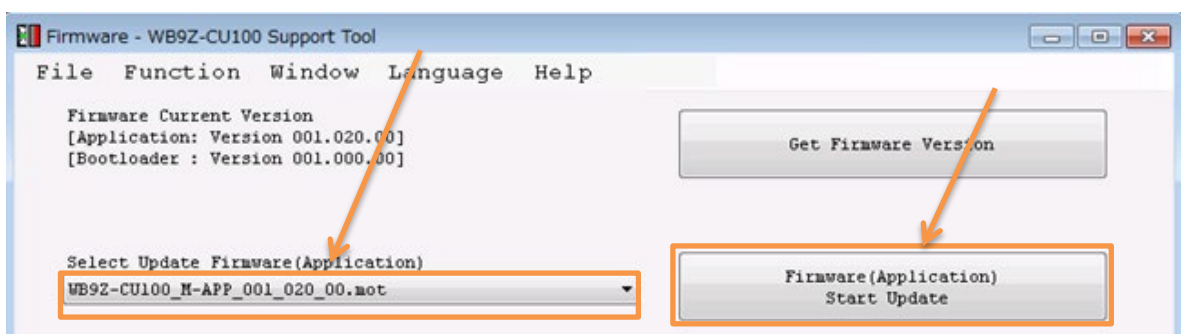 Firmware - WB9Z-CU100 Support Tool
File Function Window Language Help
Firmware Current Version
[Application: Version 001.020.00]
[Bootloader : Version 001.000.00]
Get Firmware Version
Select Update Firmware(Application)
WB9Z-CU100_M-APP_001_020_00.mot
Firmware(Application)
Start Update